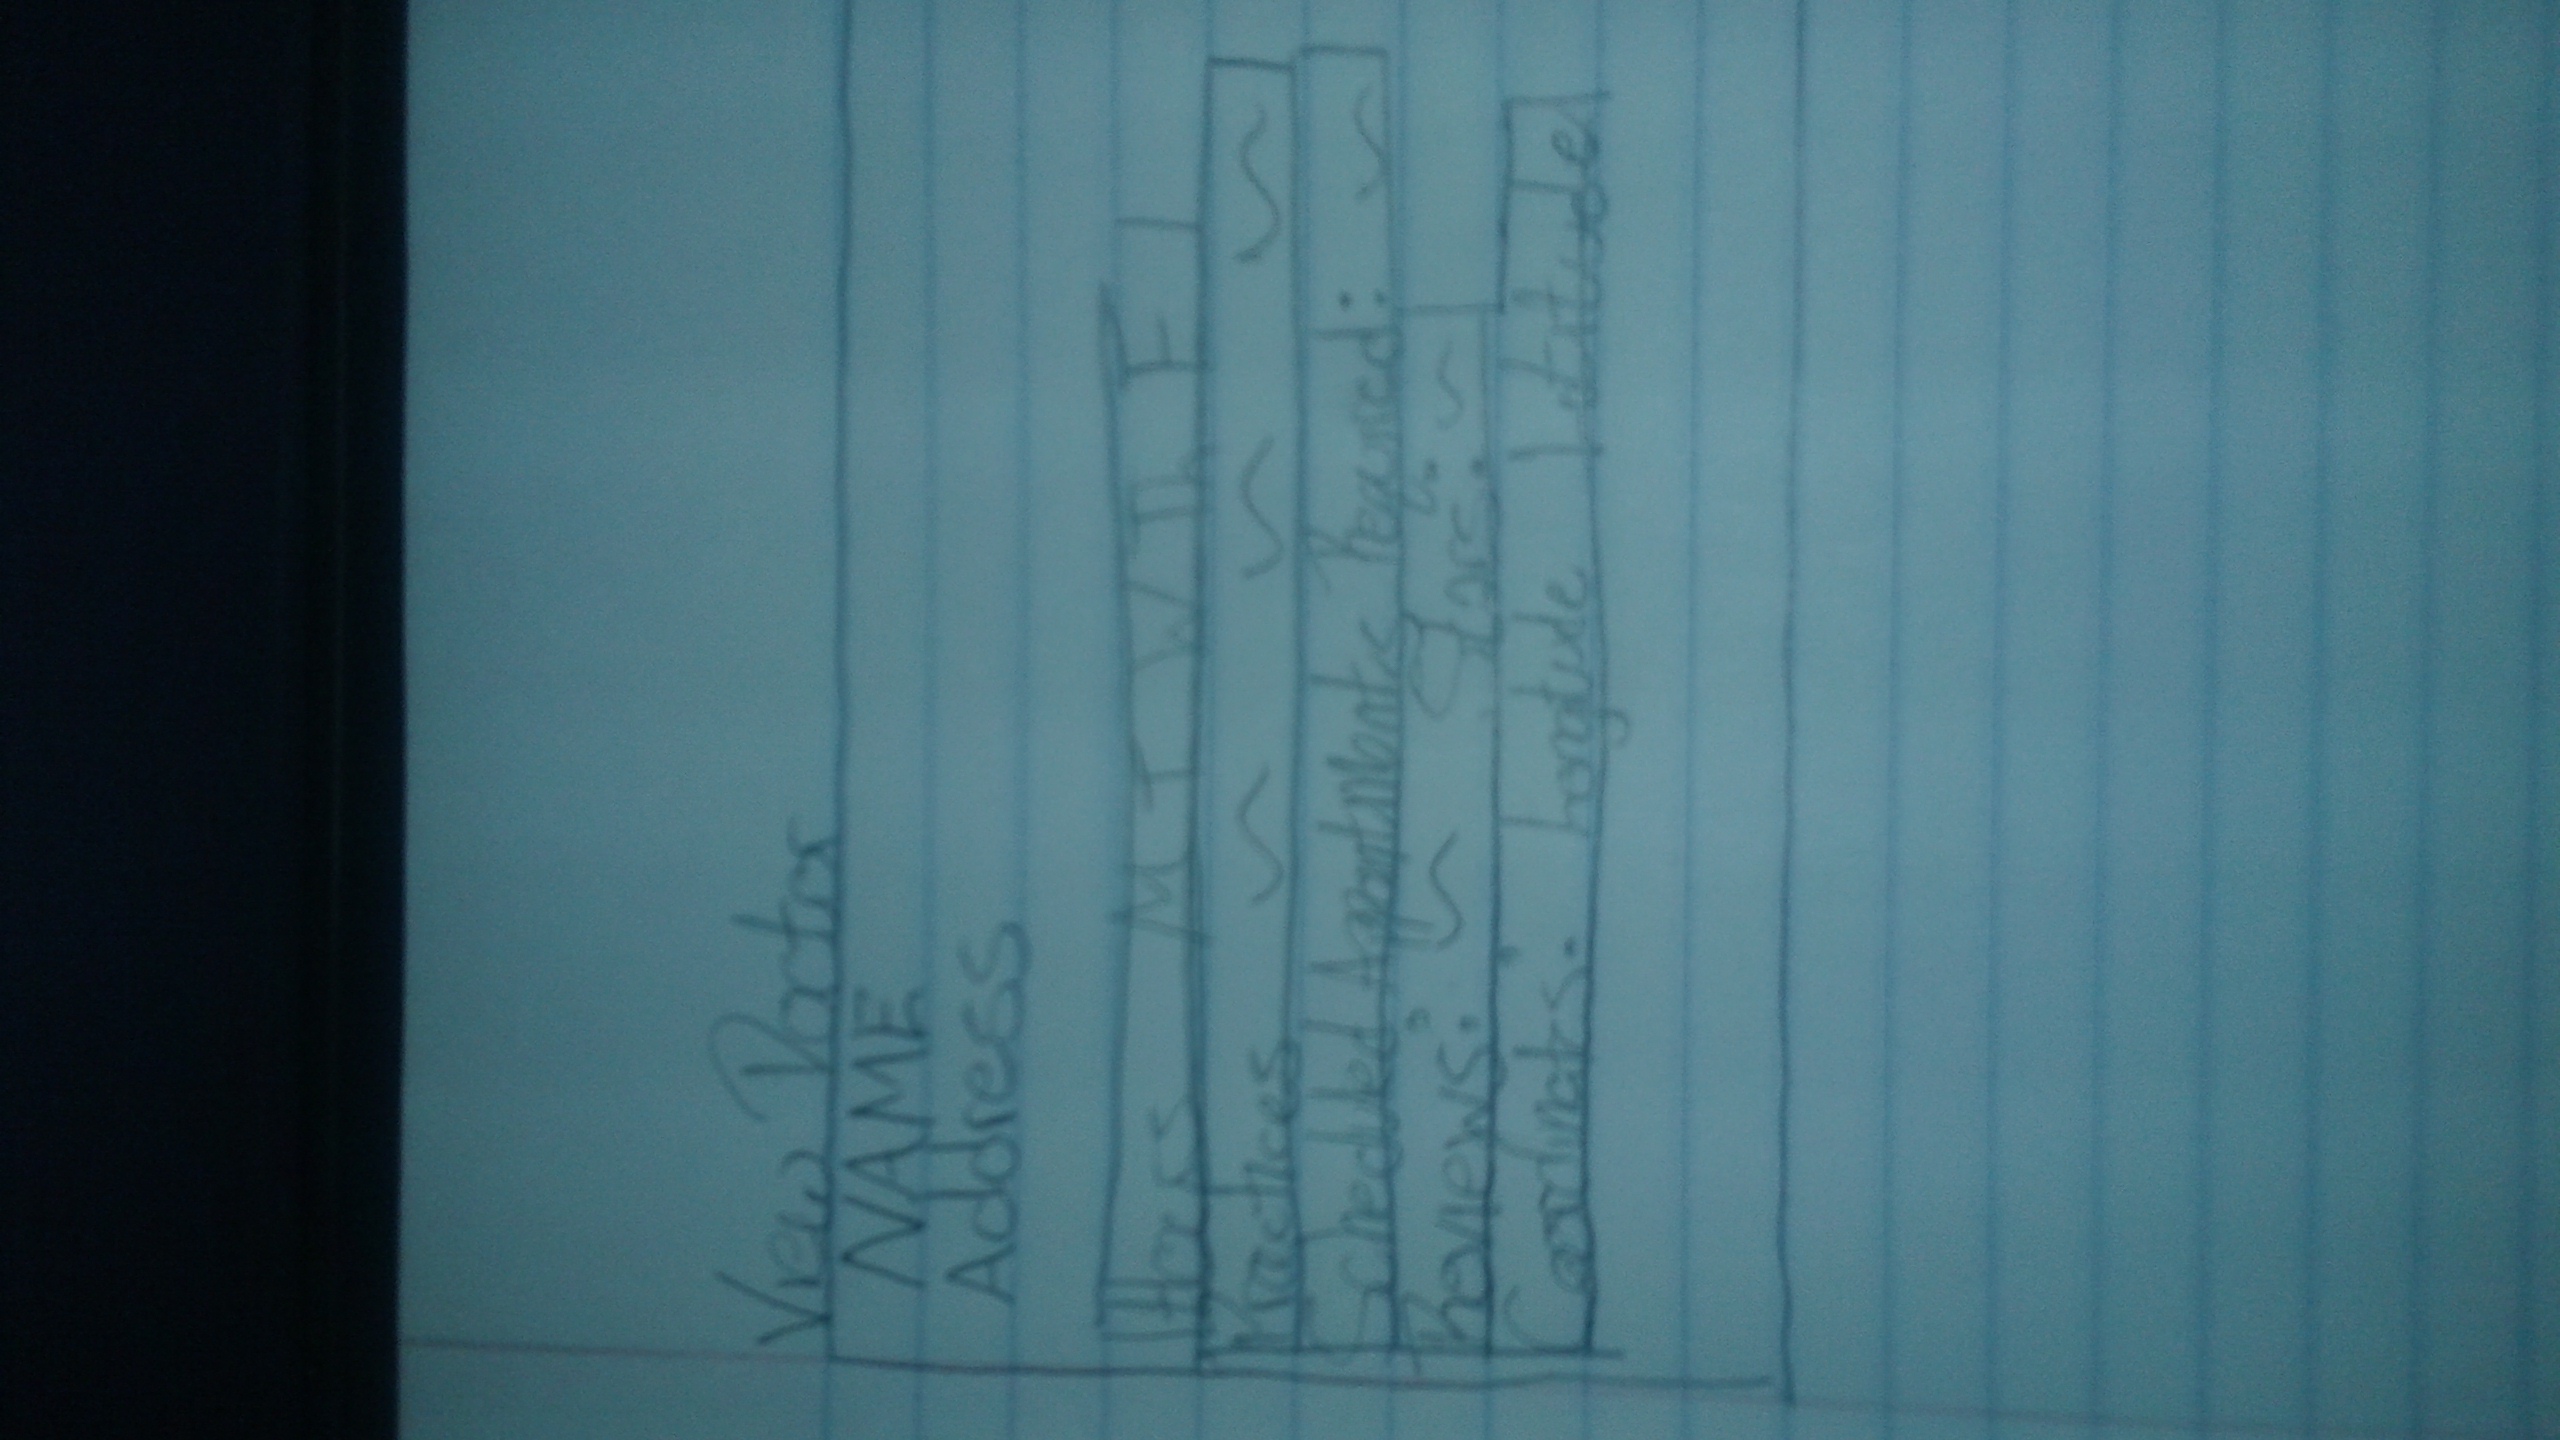 View Doctor
NAME
Address
Hours M T W Th F
Practices
Scheduled Appointments Required:
Reviews: Stars:
Coordinates: Longitude Latitude